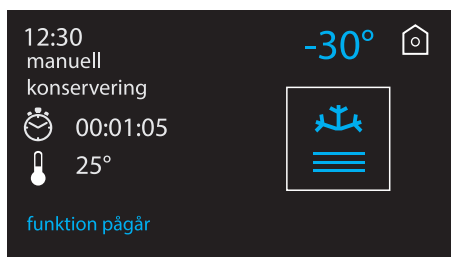 12:30
-30°
manuell
konservering
00:01:05
25°
funktion pågår